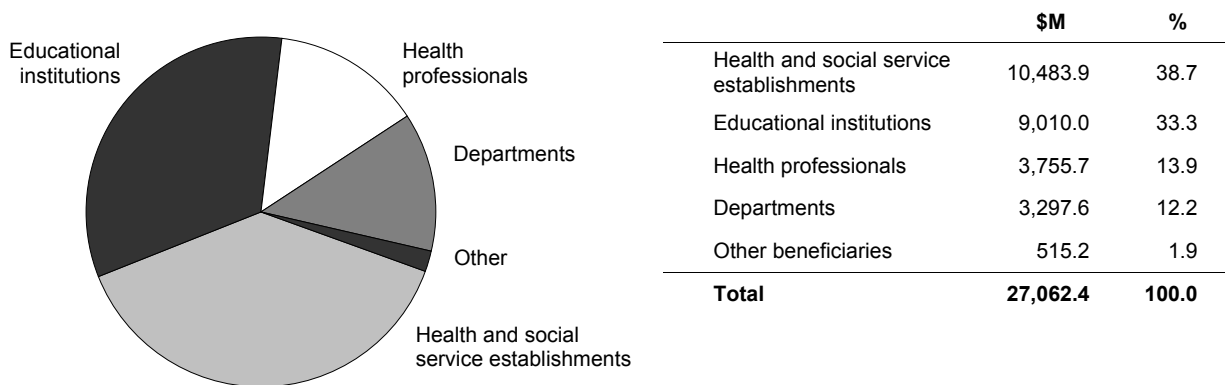 Educational
institutions
Health
professionals
Departments
Other
Health and social
service establishments
$M %
Health and social service
establishments 10,483.9 38.7
Educational institutions 9,010.0 33.3
Health professionals 3,755.7 13.9
Departments 3,297.6 12.2
Other beneficiaries 515.2 1.9
Total 27,062.4 100.0